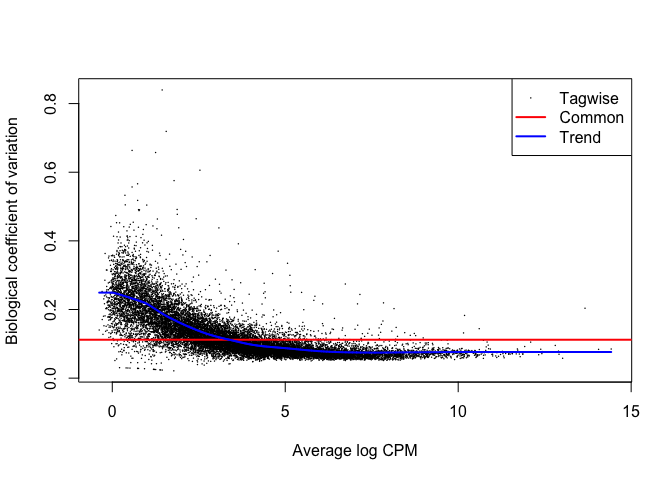 Tagwise
Common
Trend
Biological coefficient of variation
0.8
0.6
0.4
0.2
0.0
0
5
10
15
Average log CPM